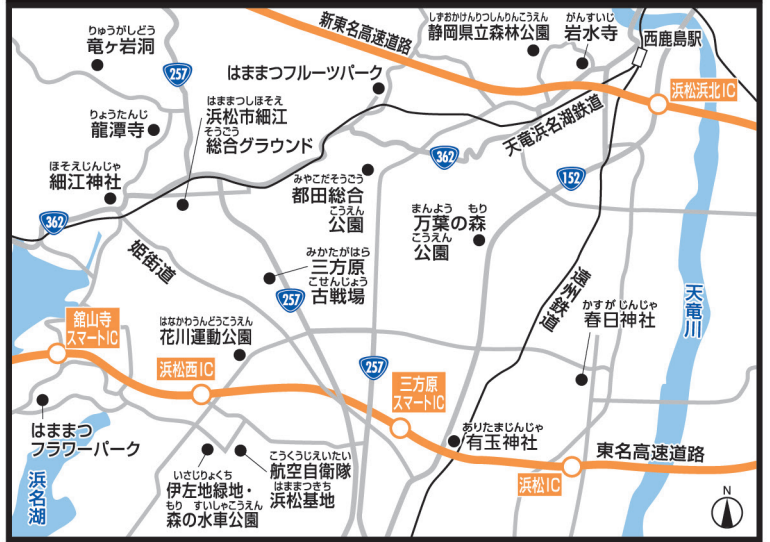 新東名高速道路
しずおかけんりつしんりんこうえん
静岡県立森林公園
がんすいじ
岩水寺
西鹿島駅
りゅうがしどう
竜ヶ岩洞
257
はままつフルーツパーク
浜松浜北IC
はままつしほそえ
浜松市細江
そうごう
総合グラウンド
りょうたんじ
龍潭寺
天竜浜名湖鉄道
362
152
ほそえじんじゃ
細江神社
みやこだそうごう
都田総合
こうえん
公園
まんよう もり
万葉の森
こうえん
公園
362
姫街道
みかたがはら
三方原
こせんじょう
古戦場
257
遠州鉄道
天竜川
かすが じんじゃ
春日神社
舘山寺
スマートIC
はなかわうんどうこうえん
花川運動公園
浜松西IC
257
三方原
スマートIC
はままつ
フラワーパーク
ありたまじんじゃ
有玉神社
東名高速道路
浜松IC
浜名湖
いさじりょくち
伊左地緑地・
もり すいしゃこうえん
森の水車公園
こうくうじえいたい
航空自衛隊
はままつきち
浜松基地
N